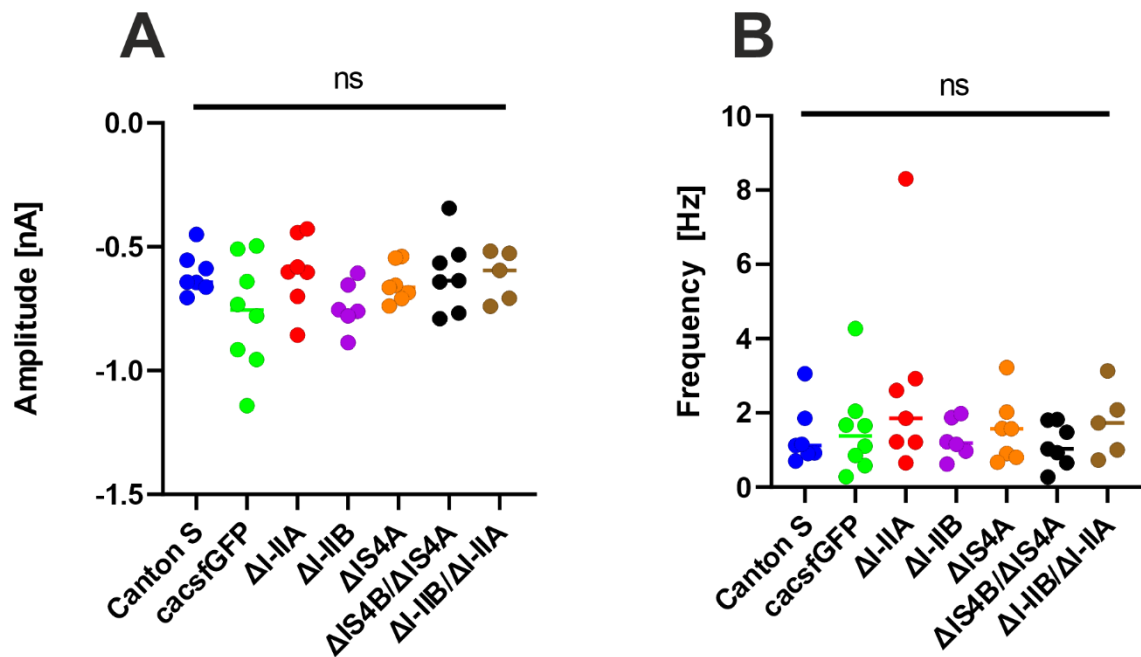 A
ns
Amplitude [nA]
0.0
-0.5
-1.0
-1.5
Canton S
cacsfGFP
ΔI-IIA
ΔI-IIB
ΔIS4A
ΔIS4B/ΔIS4A
ΔI-IIB/ΔI-IIA
B
ns
Frequency [Hz]
10
8
6
4
2
0
Canton S
cacsfGFP
ΔI-IIA
ΔI-IIB
ΔIS4A
ΔIS4B/ΔIS4A
ΔI-IIB/ΔI-IIA